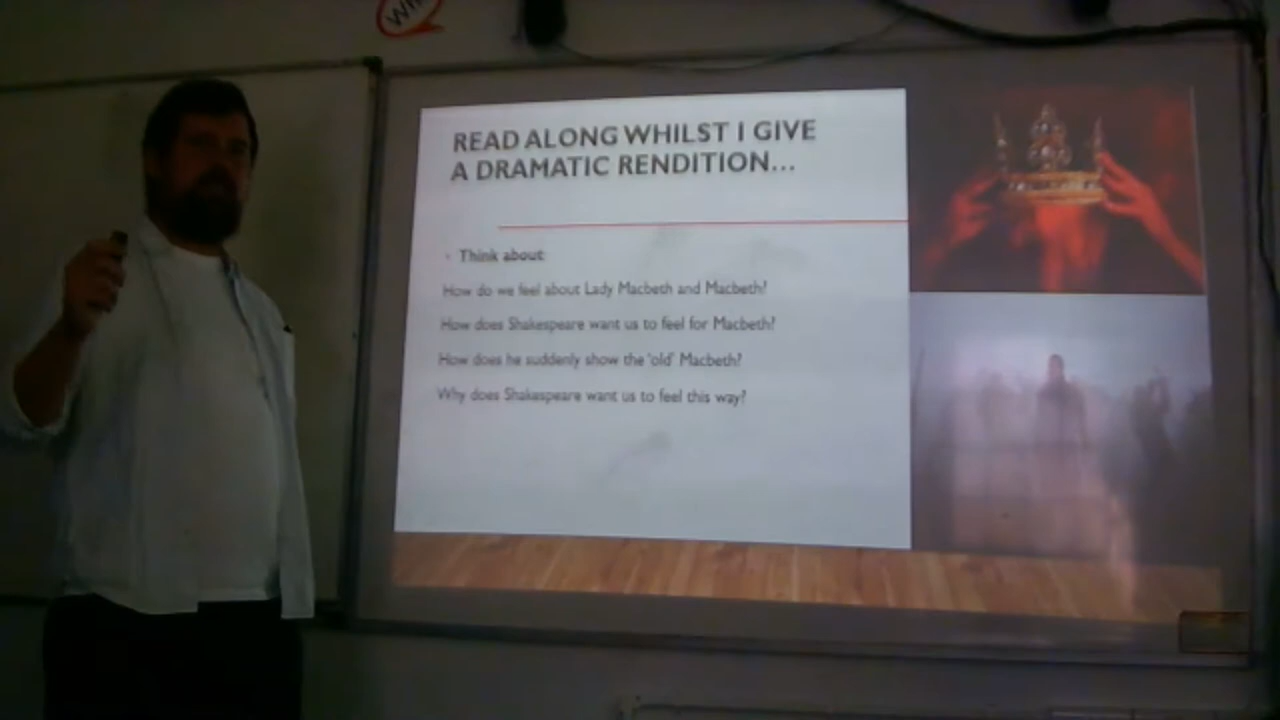 READ ALONG WHILST I GIVE
A DRAMATIC RENDITION...
Think about
How do we feel about Lady Macbeth and Macbeth?
How does Shakespeare want us to feel for Macbeth?
How does he suddenly show the 'old' Macbeth?
Why does Shakespeare want us to feel this way?